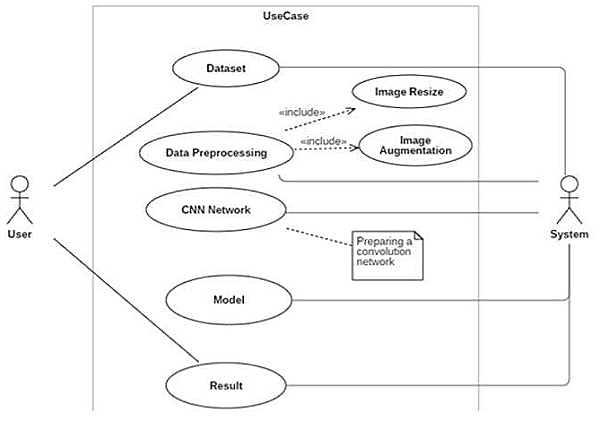 UseCase
Dataset
Image Resize
«include»
«include»
Image
Augmentation
Data Preprocessing
User
System
CNN Network
Preparing a
convolution
network
Model
Result